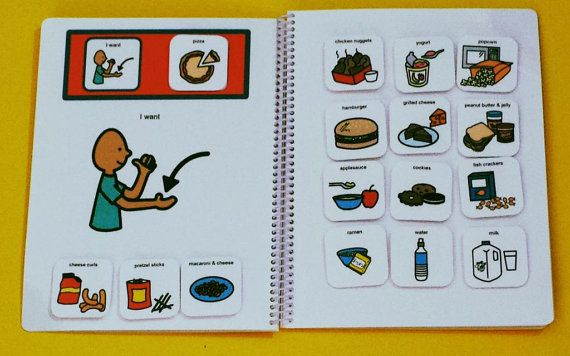 I want
pizza
I want
cheese curls
pretzel sticks
macaroni & cheese
chicken nuggets
yogurt
popcorn
hamburger
grilled cheese
peanut butter & jelly
applesauce
cookies
fish crackers
ramen
water
milk